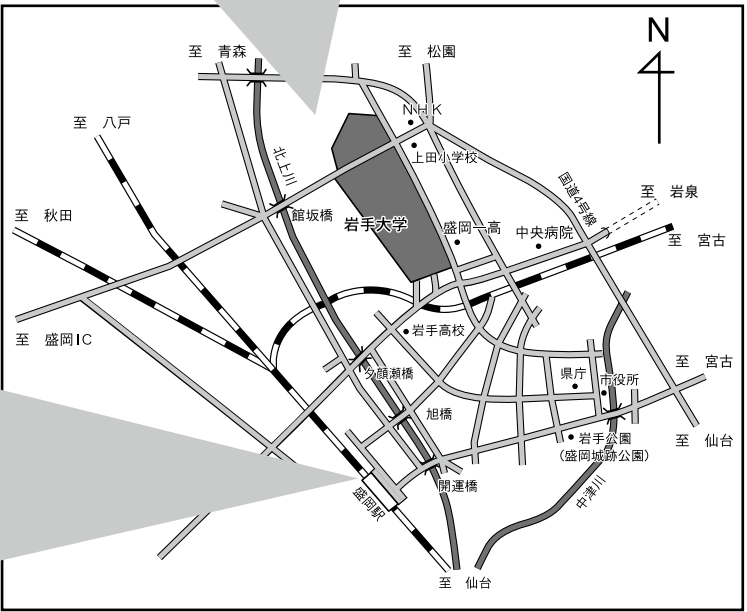 N
至　青森
至　松園
NHK
至　八戸
上田小学校
北上川
国道4号線
至　岩泉
至　秋田
館坂橋
岩手大学
盛岡一高
中央病院
至　宮古
至　盛岡IC
岩手高校
夕顔瀬橋
県庁
市役所
至　宮古
旭橋
岩手公園
（盛岡城跡公園）
至　仙台
開運橋
盛岡駅
中津川
至　仙台